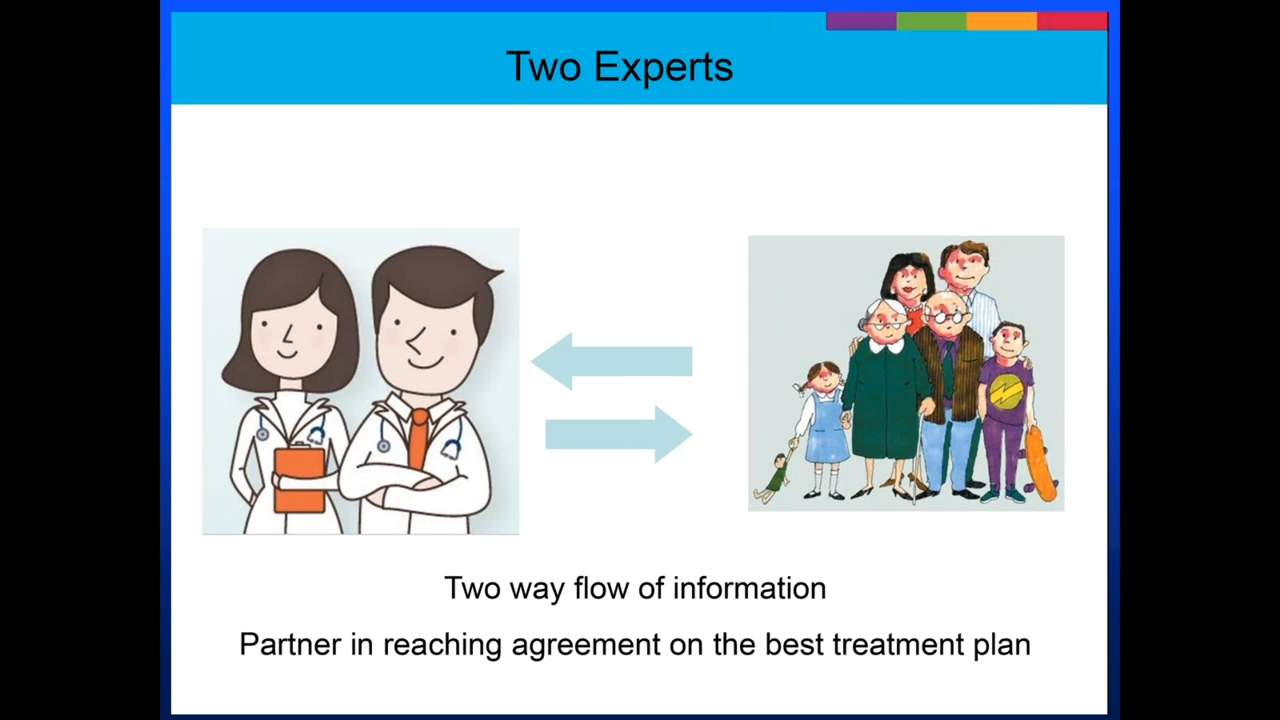 Two Experts
Two way flow of information
Partner in reaching agreement on the best treatment plan